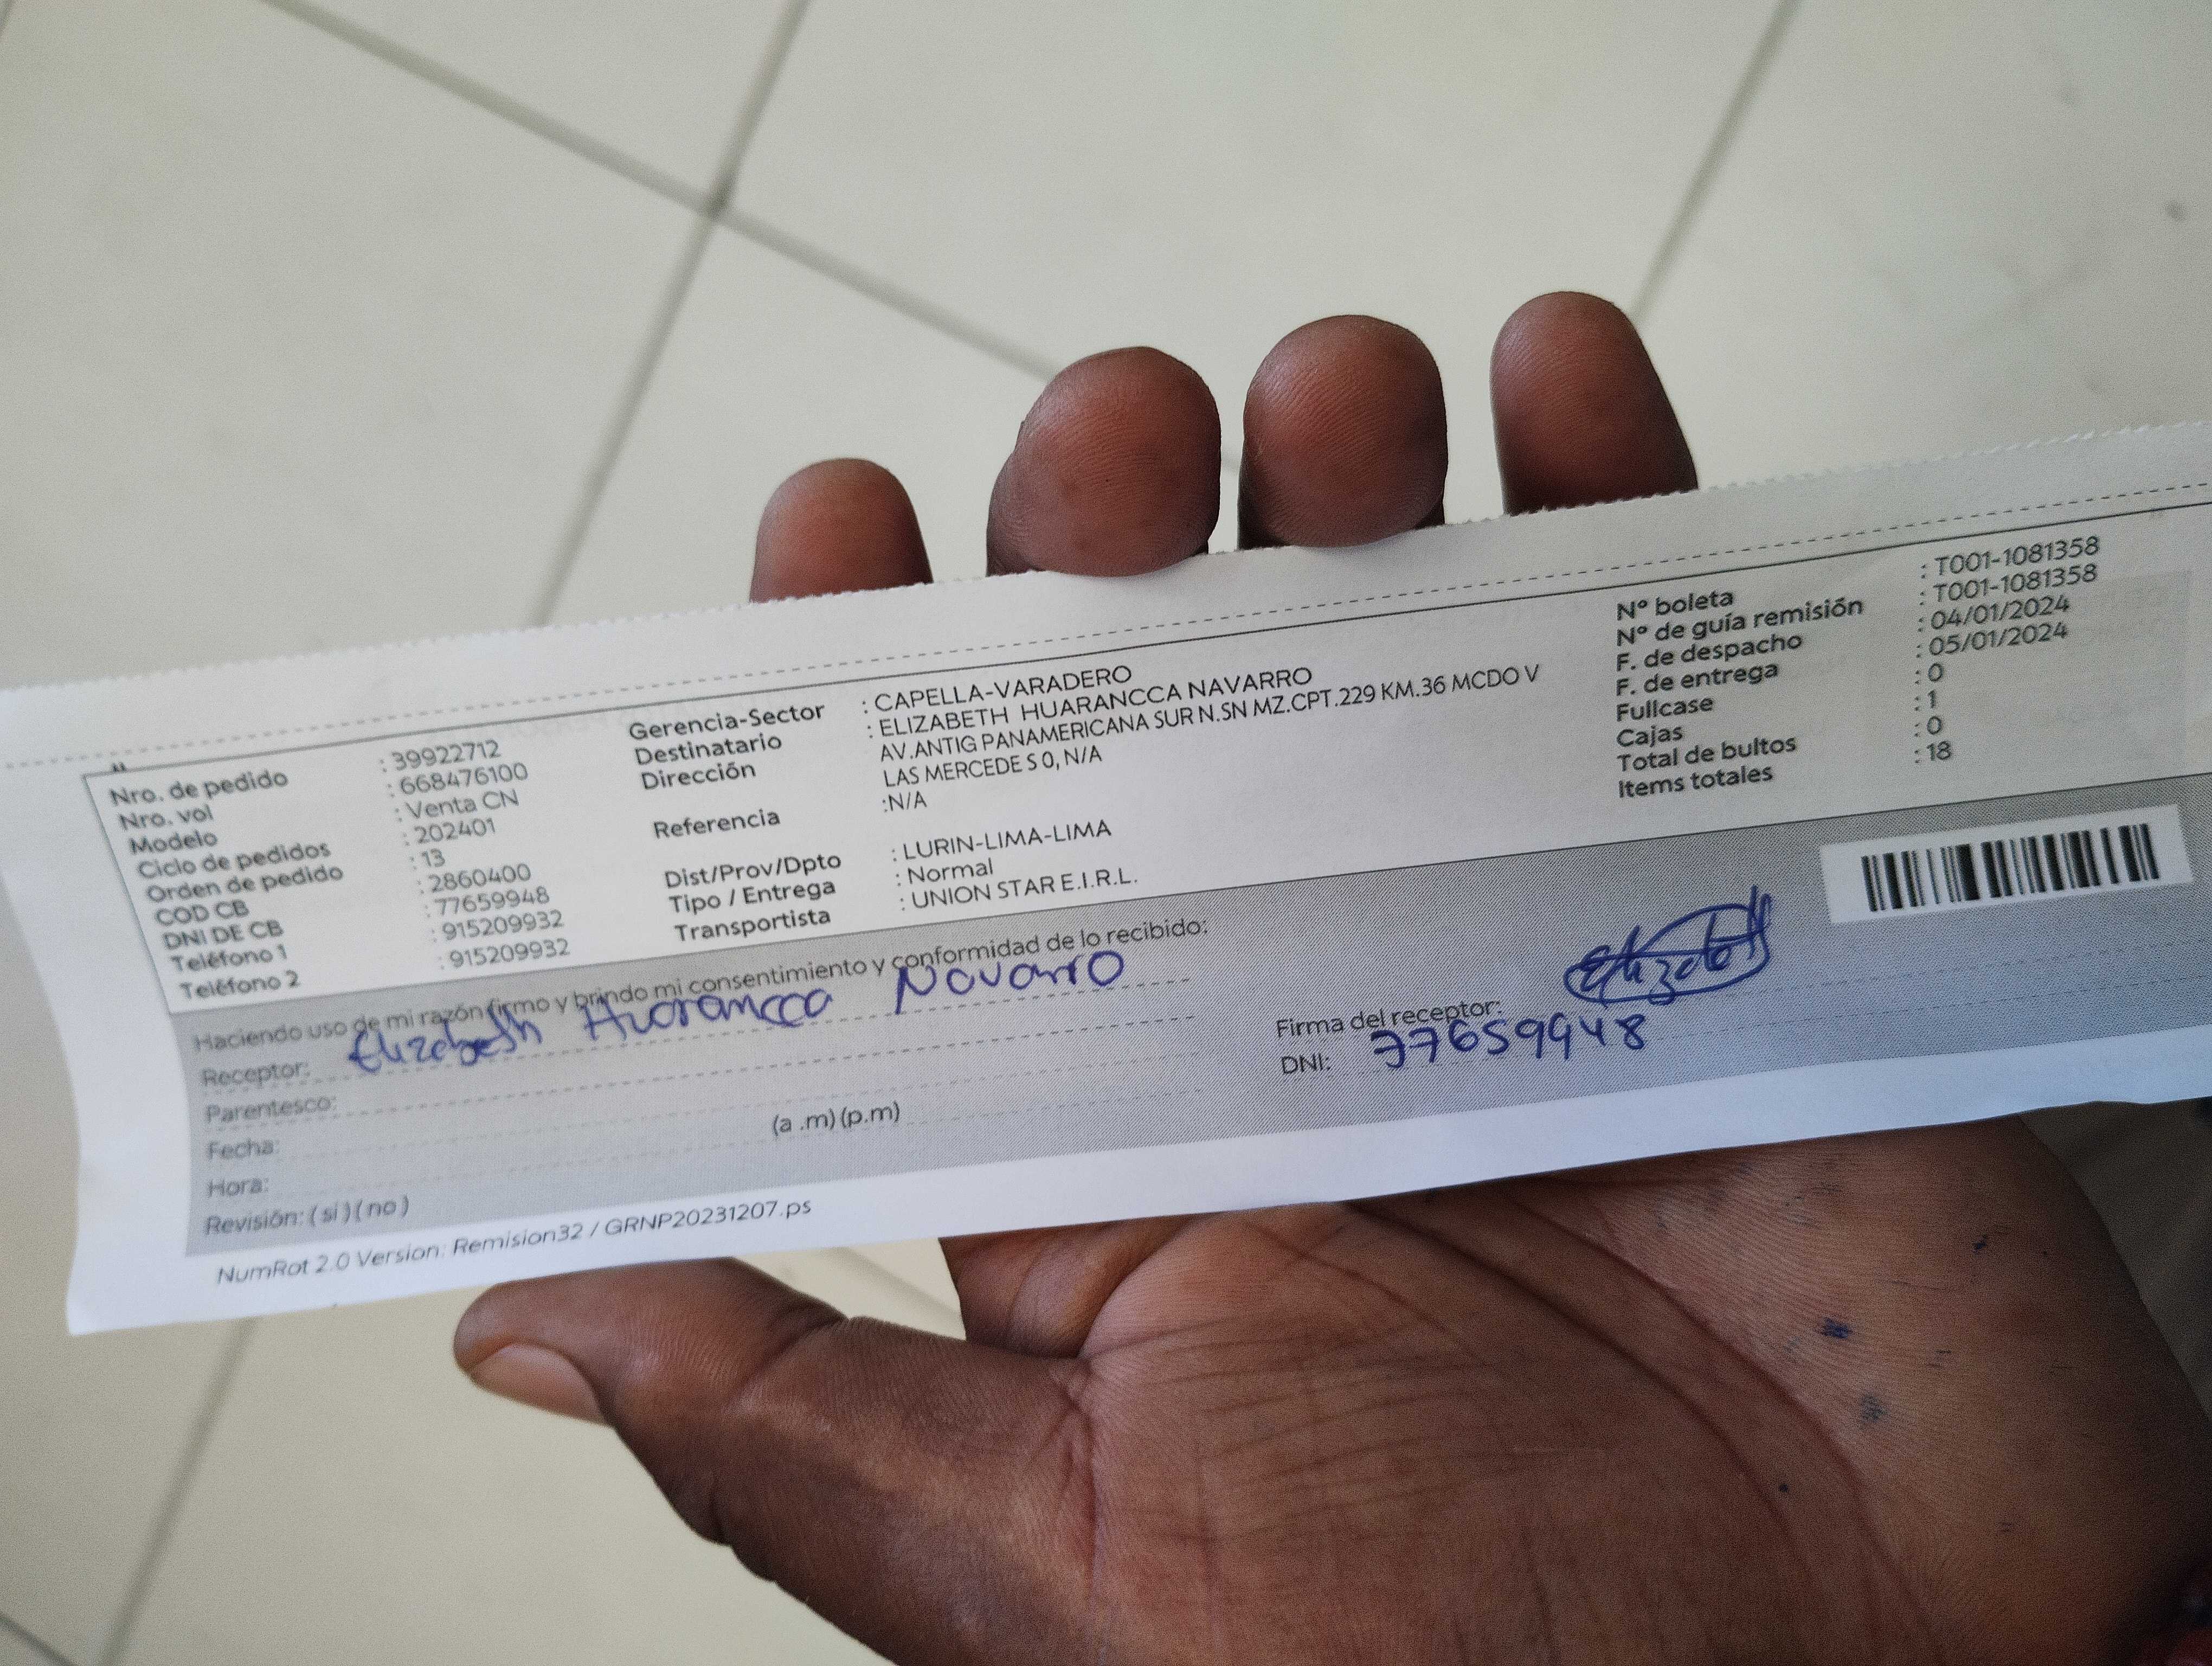 Nro. de pedido : 39922712
Nro. vol : 668476100
Modelo : Venta CN
Ciclo de pedidos : 202401
Orden de pedido : 13
COD CB : 2860400
DNI DE CB : 77659948
Teléfono 1 : 915209932
Teléfono 2 : 915209932
Gerencia-Sector : CAPELLA-VARADERO
Destinatario : ELIZABETH HUARANCCA NAVARRO
Dirección AV.ANTIG PANAMERICANA SUR N.SN MZ.CPT.229 KM.36 MCDO V
LAS MERCEDE S 0, N/A
Referencia :N/A
Dist/Prov/Dpto : LURIN-LIMA-LIMA
Tipo / Entrega : Normal
Transportista : UNION STAR E.I.R.L.
N° boleta : T001-1081358
N° de guía remisión : T001-1081358
F. de despacho : 04/01/2024
F. de entrega : 05/01/2024
Fullcase : 0
Cajas : 1
Total de bultos : 0
Items totales : 18
Haciendo uso de mi razón firmo y brindo mi consentimiento y conformidad de lo recibido:
Receptor: Elizabeth Huarancca Navarro
Parentesco:
Fecha:
Hora: (a .m) (p.m)
Revisión: ( si ) ( no )
Firma del receptor: Elizabeth
DNI: 77659948
NumRot 2.0 Version: Remision32 / GRNP20231207.ps